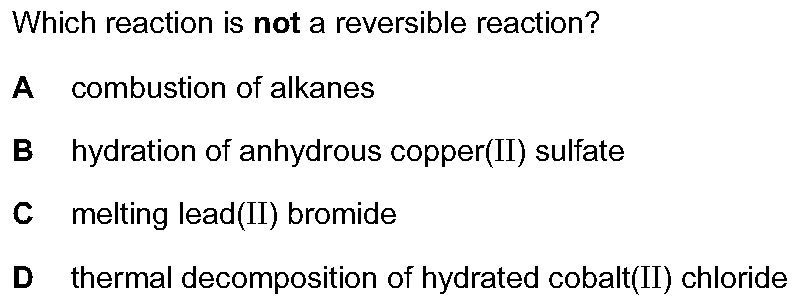 Which reaction is not a reversible reaction?
A combustion of alkanes
B hydration of anhydrous copper(II) sulfate
C melting lead(II) bromide
D thermal decomposition of hydrated cobalt(II) chloride